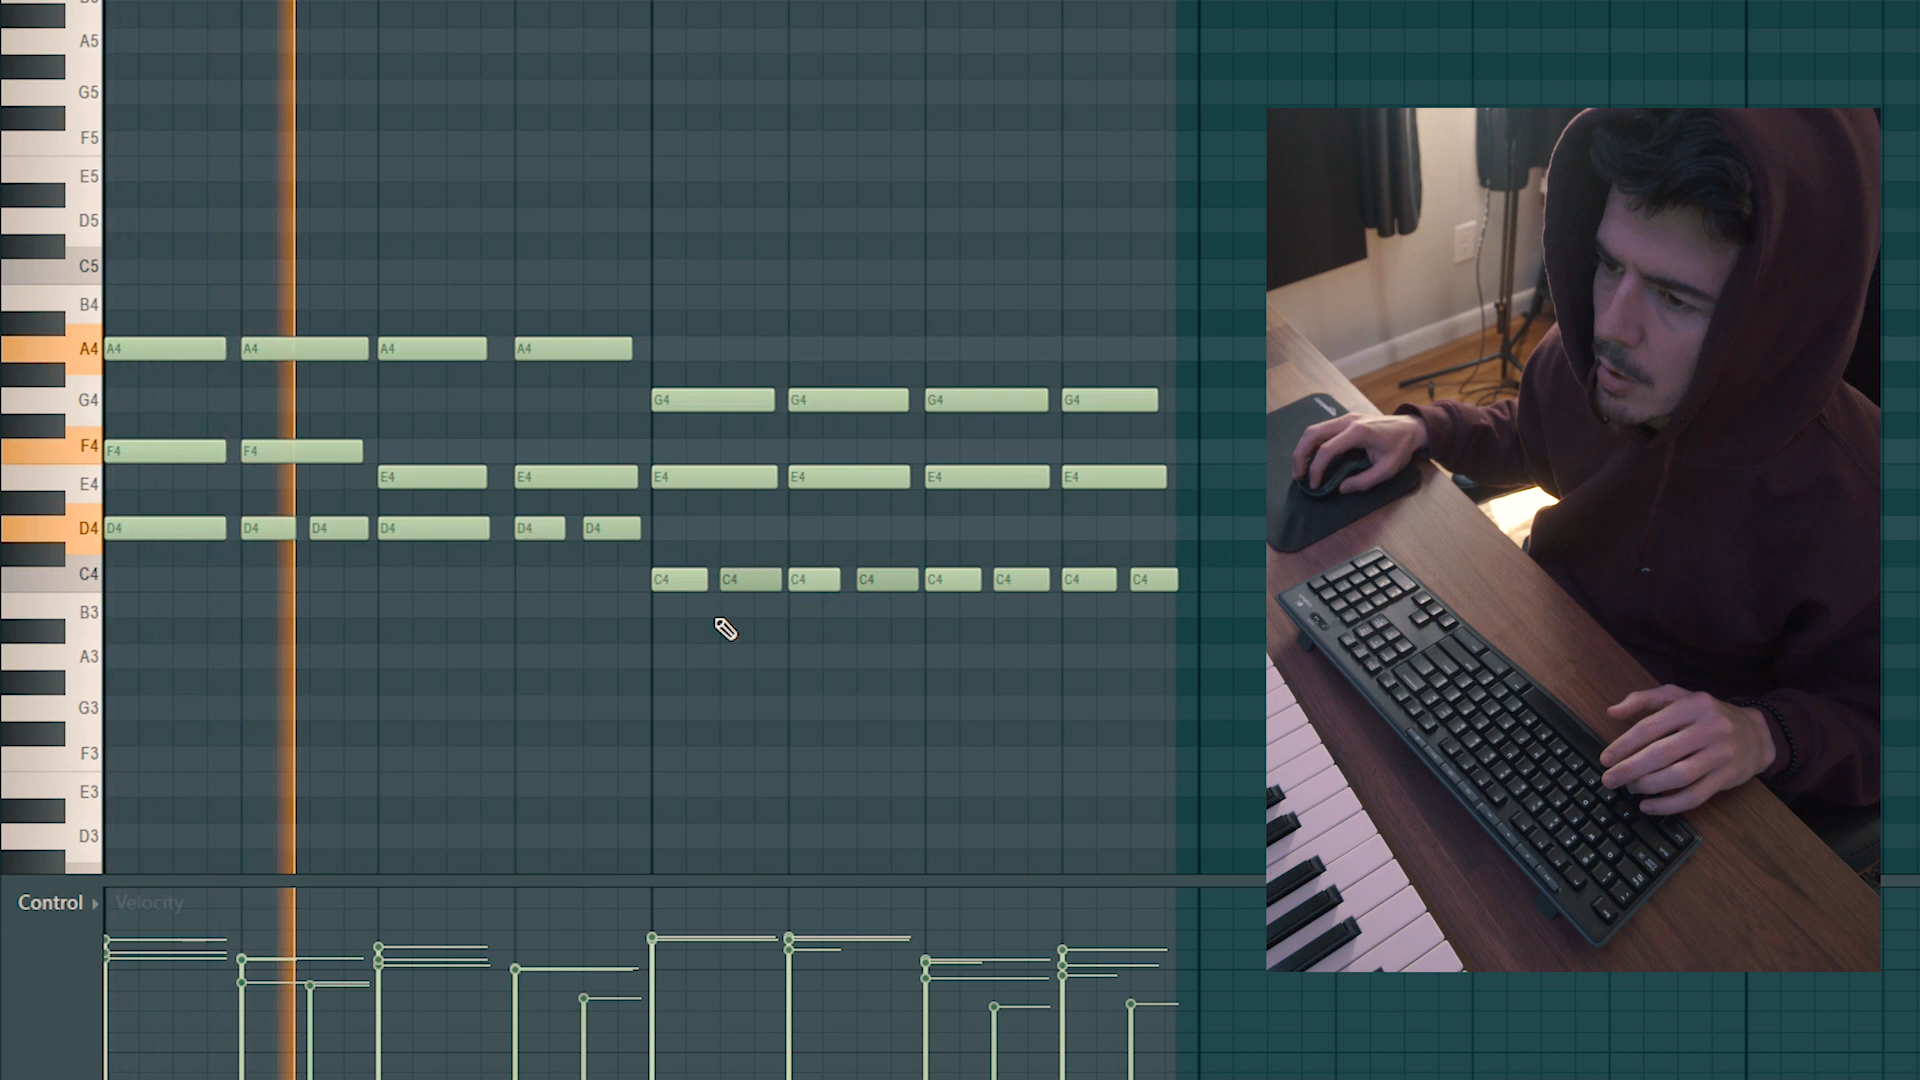 A5
G5
F5
E5
D5
C5
B4
A4 A4 A4 A4 A4
G4 G4 G4 G4 G4
F4 F4 F4
E4 E4 E4 E4 E4 E4 E4
D4 D4 D4 D4 D4 D4 D4
C4 C4 C4 C4 C4 C4 C4 C4 C4
B3
A3
G3
F3
E3
D3
Control Velocity